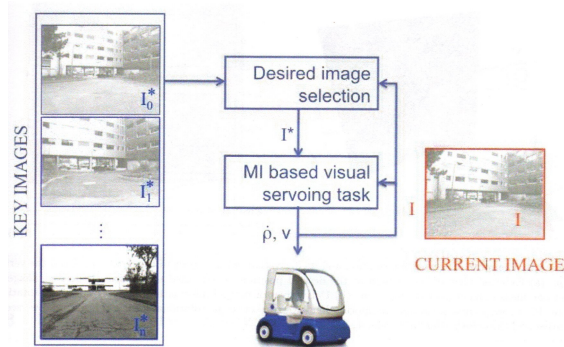 KEY IMAGES
I₀*
I₁*
⋮
Iₙ*
Desired image
selection
I*
MI based visual
servoing task
ρ̇, v
I
I
CURRENT IMAGE